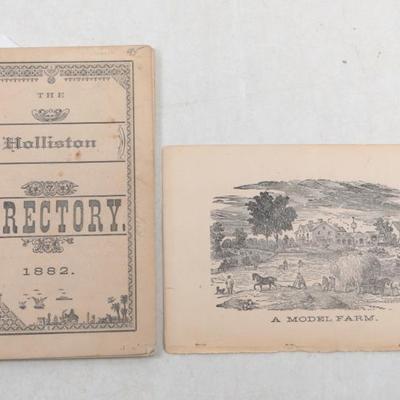 THE
Holliston
RECTORY.
1882.
A MODEL FARM.